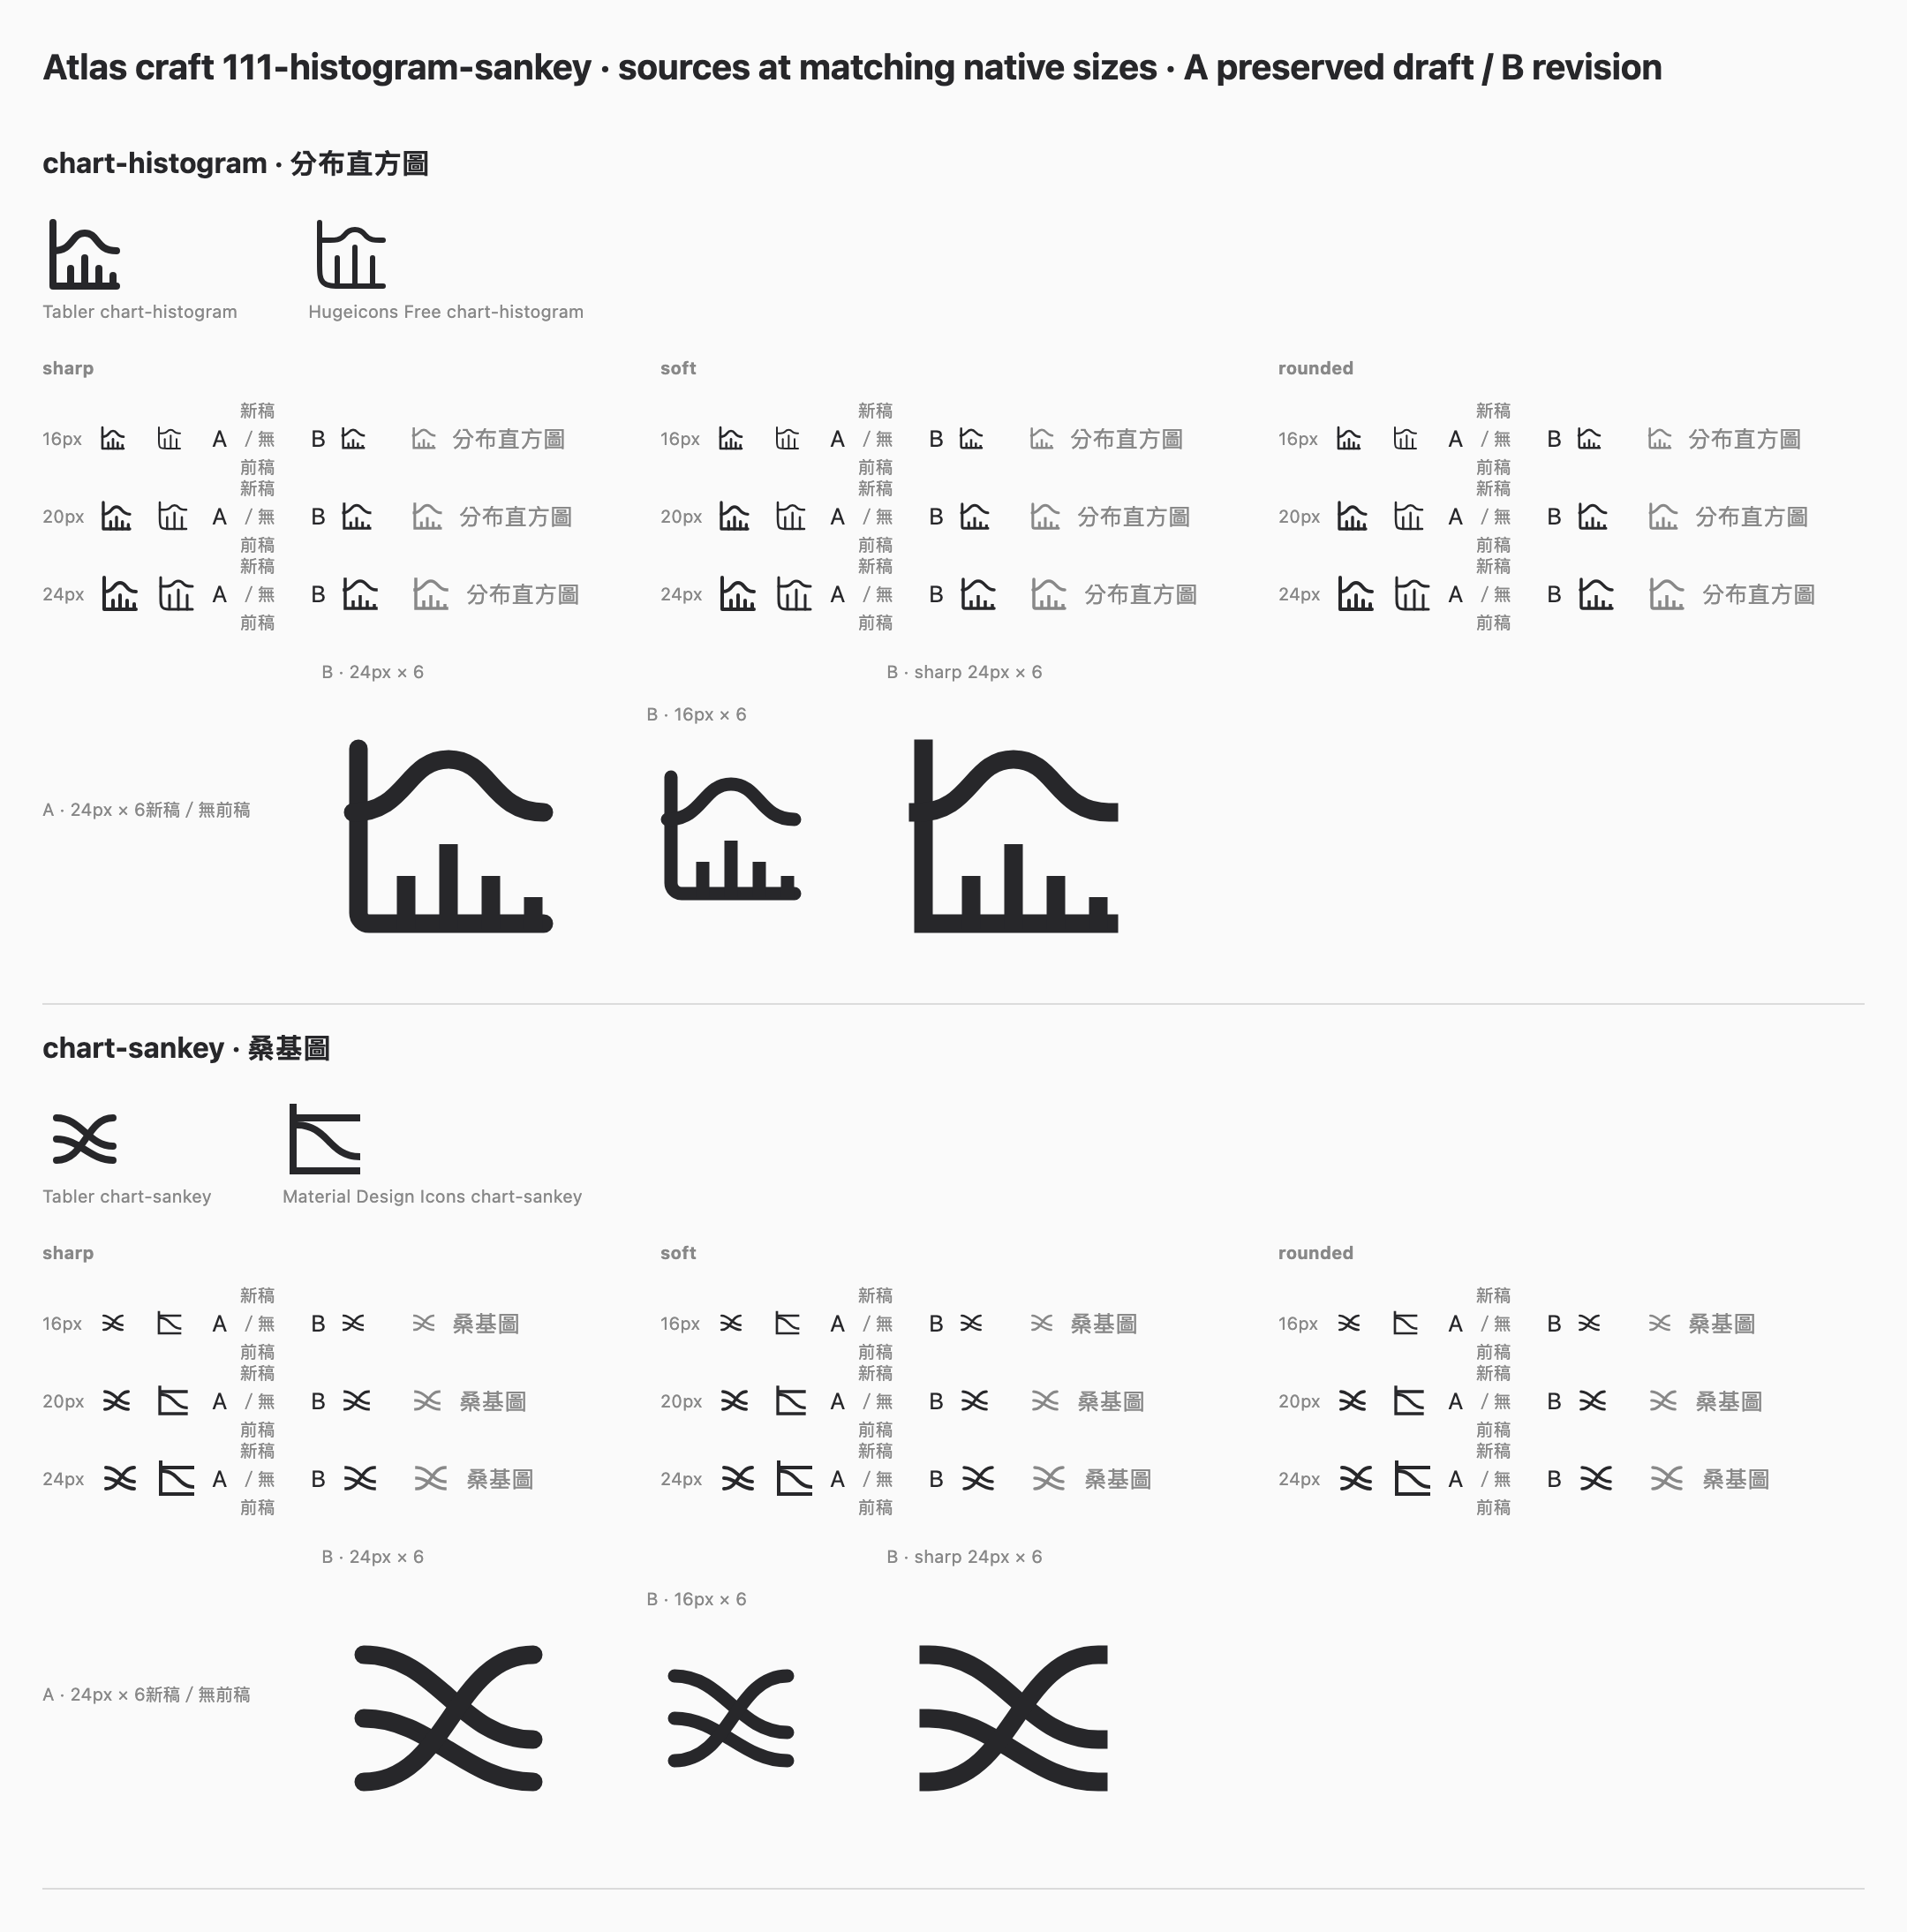 Atlas craft 111-histogram-sankey · sources at matching native sizes · A preserved draft / B revision
chart-histogram · 分布直方圖
Tabler chart-histogram
Hugeicons Free chart-histogram
sharp
16px A 新稿 / 無前稿 B 分布直方圖
20px A 新稿 / 無前稿 B 分布直方圖
24px A 新稿 / 無前稿 B 分布直方圖
soft
16px A 新稿 / 無前稿 B 分布直方圖
20px A 新稿 / 無前稿 B 分布直方圖
24px A 新稿 / 無前稿 B 分布直方圖
rounded
16px A 新稿 / 無前稿 B 分布直方圖
20px A 新稿 / 無前稿 B 分布直方圖
24px A 新稿 / 無前稿 B 分布直方圖
A · 24px × 6新稿 / 無前稿
B · 24px × 6
B · 16px × 6
B · sharp 24px × 6
chart-sankey · 桑基圖
Tabler chart-sankey
Material Design Icons chart-sankey
sharp
16px A 新稿 / 無前稿 B 桑基圖
20px A 新稿 / 無前稿 B 桑基圖
24px A 新稿 / 無前稿 B 桑基圖
soft
16px A 新稿 / 無前稿 B 桑基圖
20px A 新稿 / 無前稿 B 桑基圖
24px A 新稿 / 無前稿 B 桑基圖
rounded
16px A 新稿 / 無前稿 B 桑基圖
20px A 新稿 / 無前稿 B 桑基圖
24px A 新稿 / 無前稿 B 桑基圖
A · 24px × 6新稿 / 無前稿
B · 24px × 6
B · 16px × 6
B · sharp 24px × 6